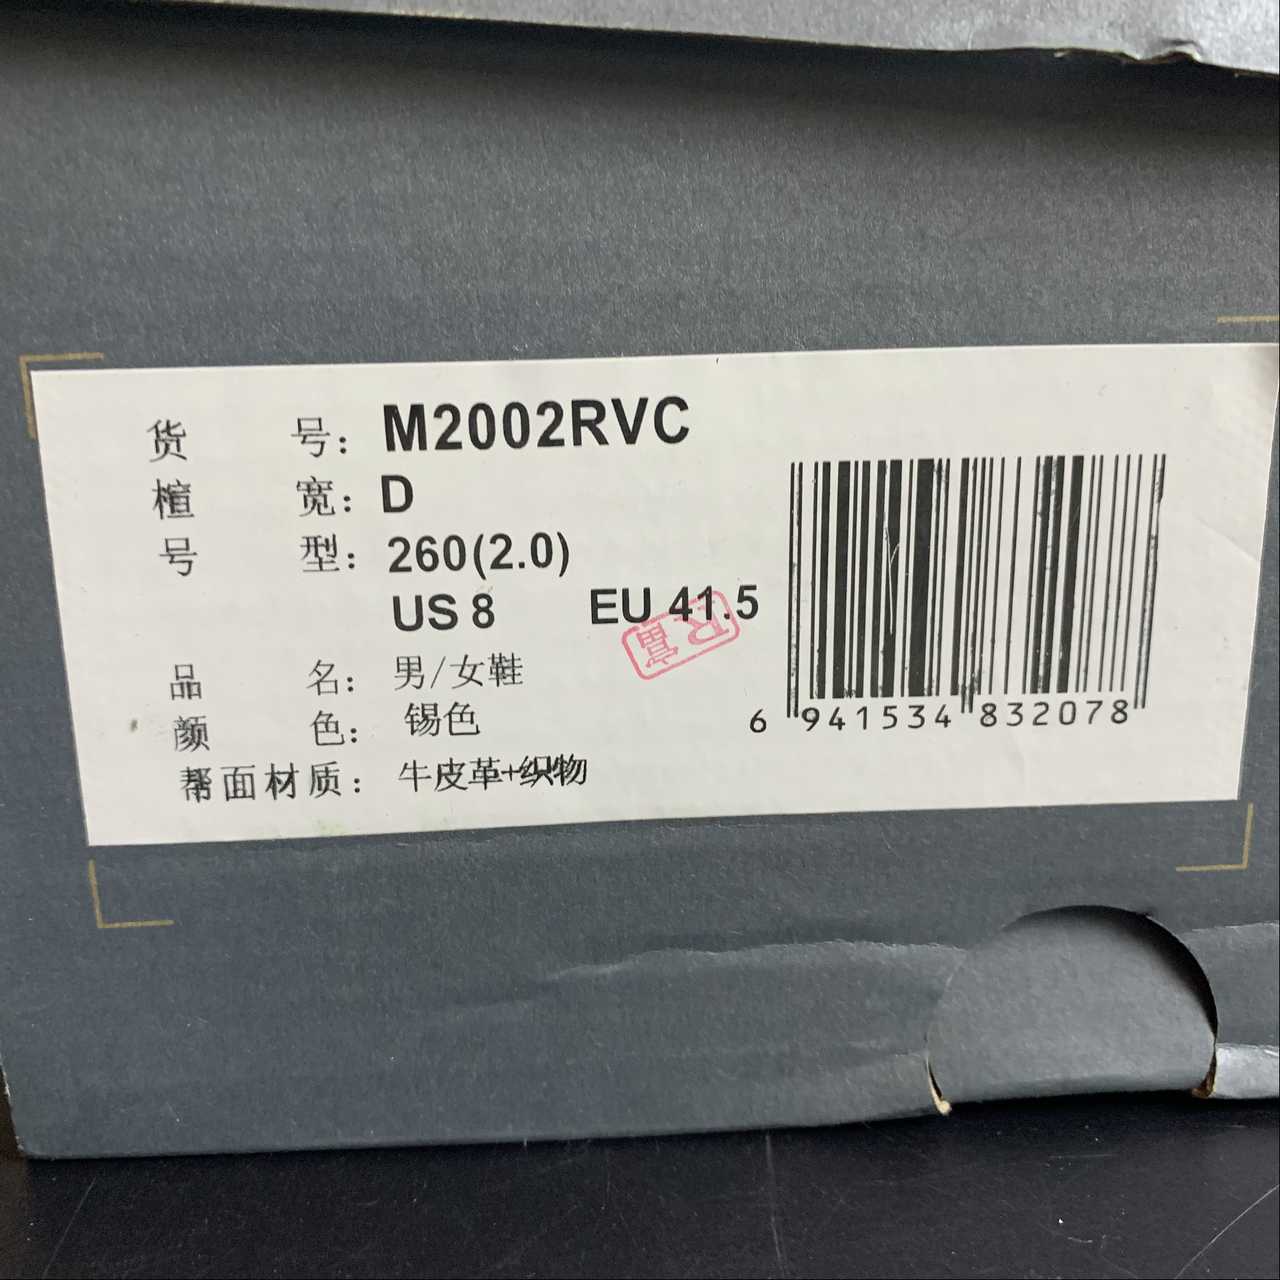 货 号: M2002RVC
楦 宽: D
号 型: 260(2.0)
US 8 EU 41.5
品 名: 男/女鞋
颜 色: 锡色
帮面材质: 牛皮革+织物
6 941534 832078